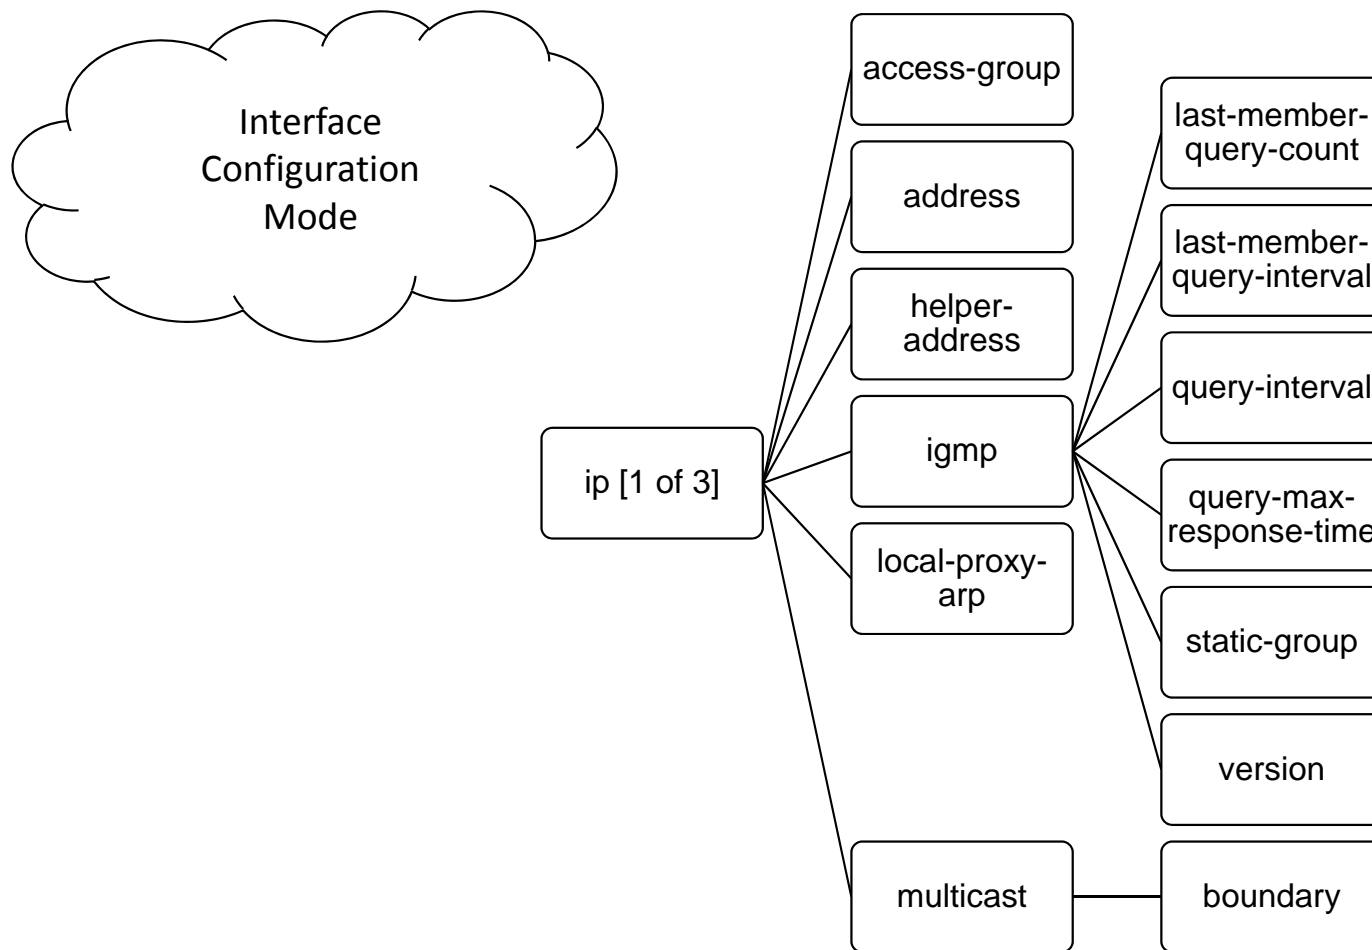 Interface
Configuration
Mode
ip [1 of 3]
access-group
address
helper-
address
igmp
local-proxy-
arp
multicast
last-member-
query-count
last-member-
query-interval
query-interval
query-max-
response-time
static-group
version
boundary